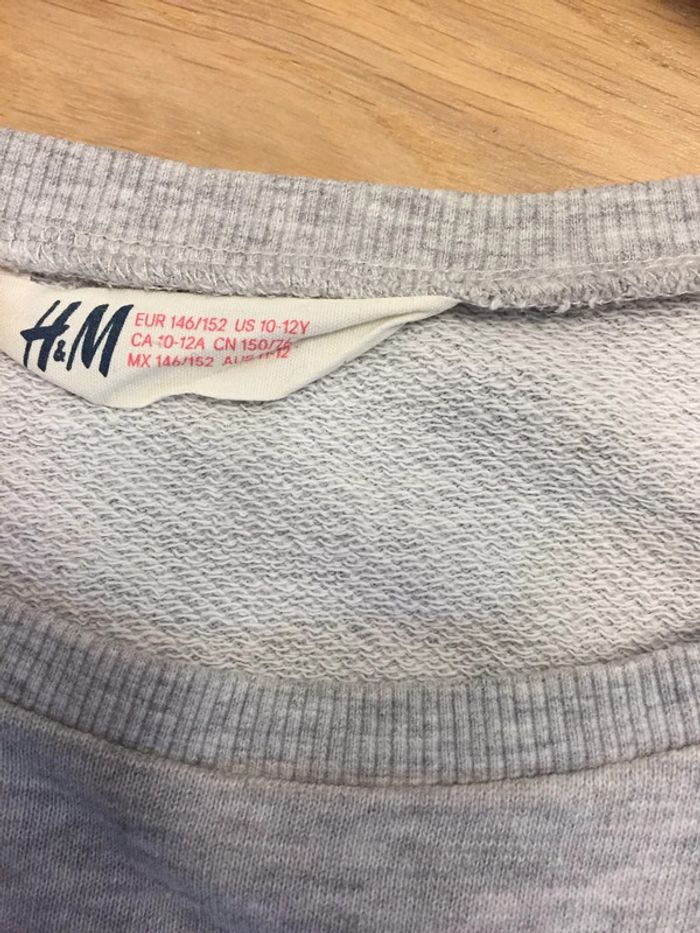 H&M
EUR 146/152 US 10-12Y
CA 10-12A CN 150/76
MX 146/152